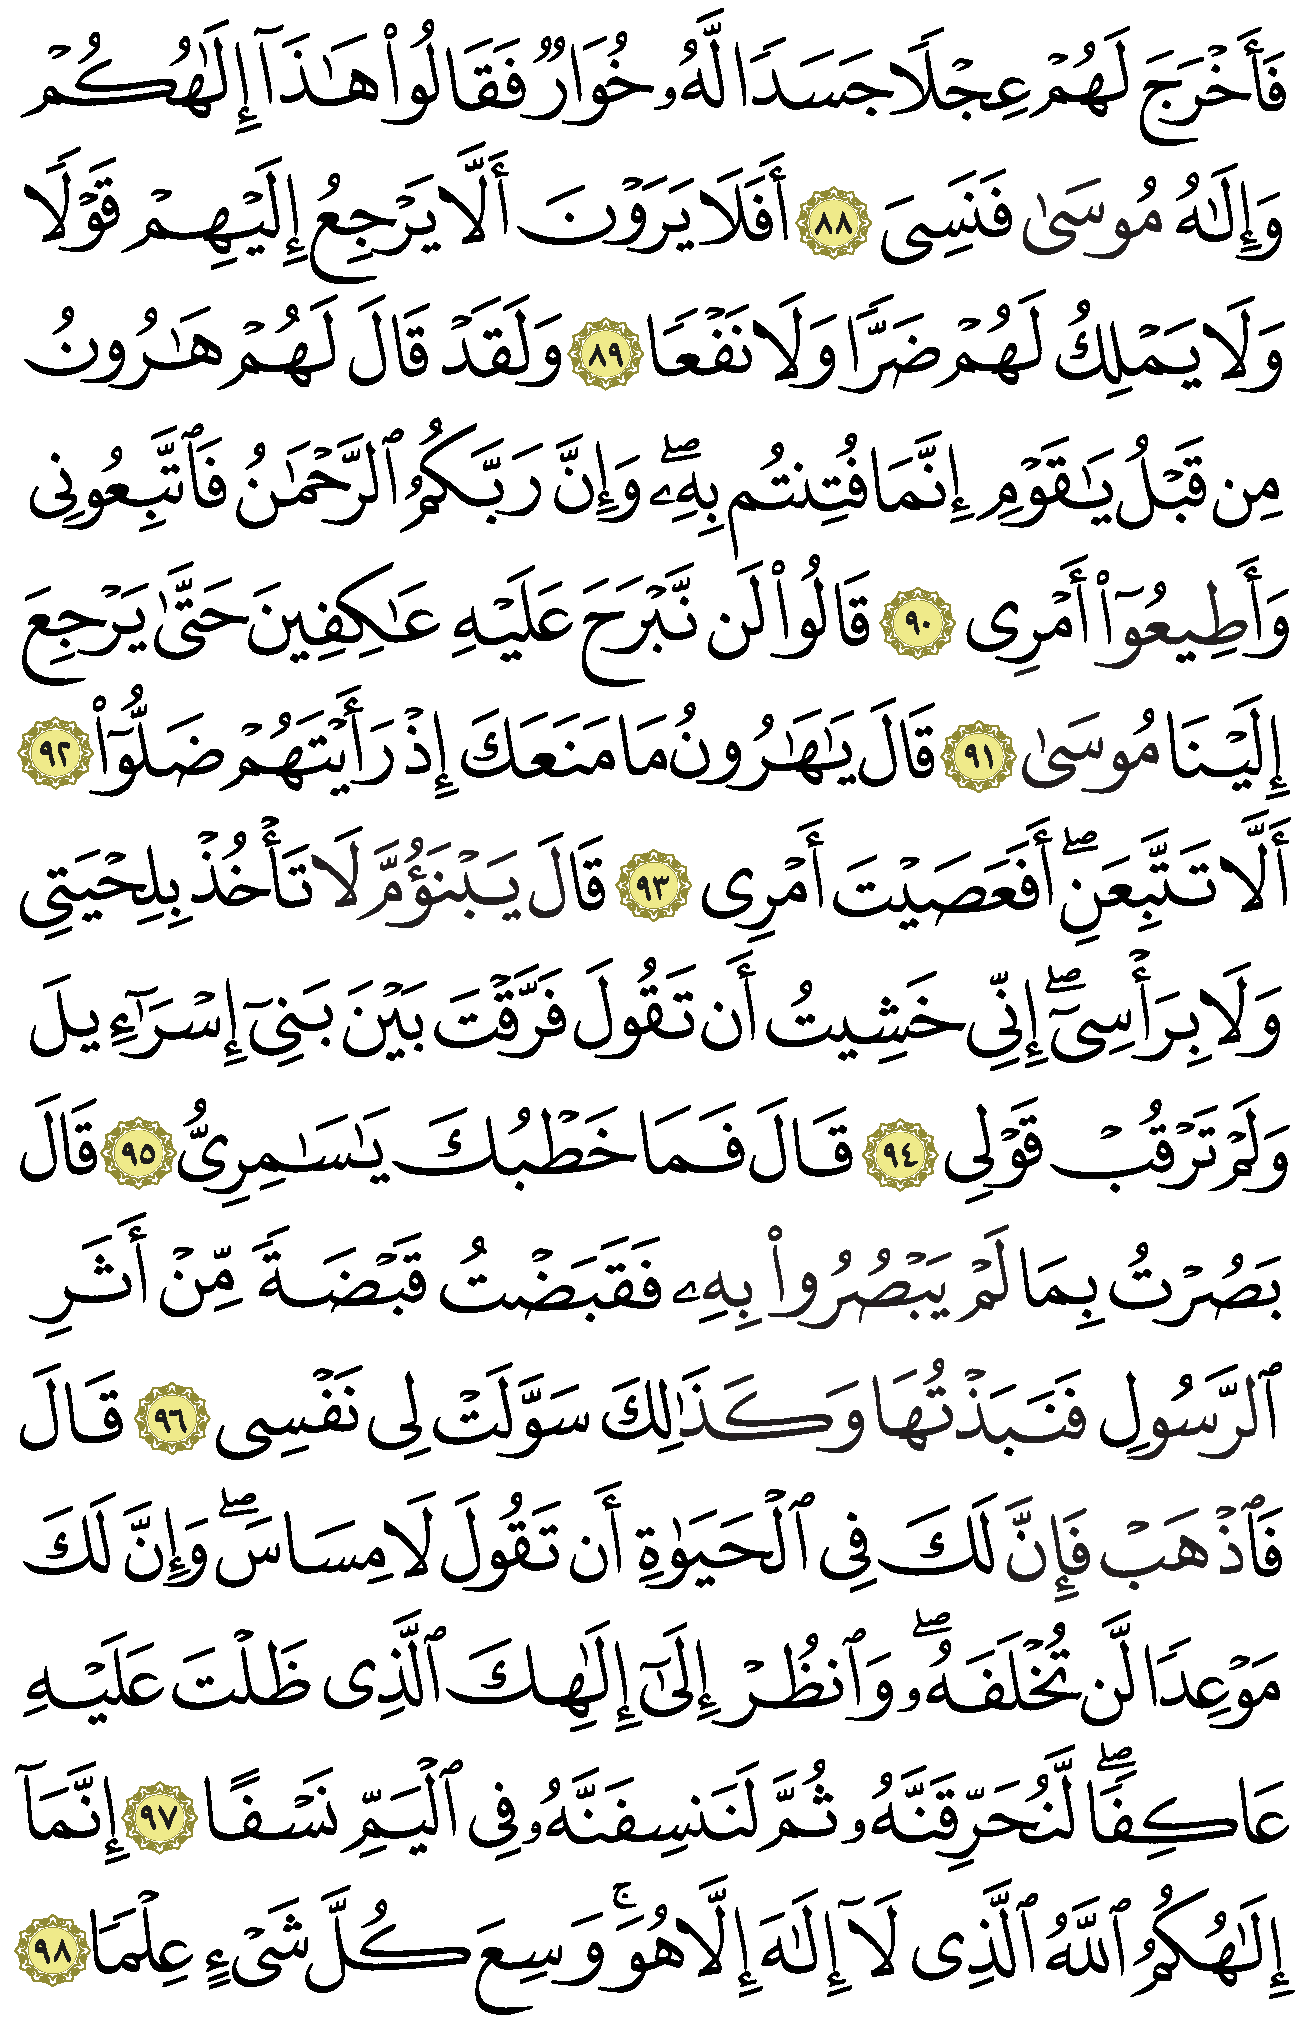 فَأَخْرَجَ لَهُمْ عِجْلًا جَسَدًا لَّهُۥ خُوَارٌ فَقَالُوا۟ هَـٰذَآ إِلَـٰهُكُمْ
وَإِلَـٰهُ مُوسَىٰ فَنَسِىَ ٨٨ أَفَلَا يَرَوْنَ أَلَّا يَرْجِعُ إِلَيْهِمْ قَوْلًا
وَلَا يَمْلِكُ لَهُمْ ضَرًّا وَلَا نَفْعًا ٨٩ وَلَقَدْ قَالَ لَهُمْ هَـٰرُونُ
مِن قَبْلُ يَـٰقَوْمِ إِنَّمَا فُتِنتُم بِهِۦ ۖ وَإِنَّ رَبَّكُمُ ٱلرَّحْمَـٰنُ فَٱتَّبِعُونِى
وَأَطِيعُوٓا۟ أَمْرِى ٩٠ قَالُوا۟ لَن نَّبْرَحَ عَلَيْهِ عَـٰكِفِينَ حَتَّىٰ يَرْجِعَ
إِلَيْنَا مُوسَىٰ ٩١ قَالَ يَـٰهَـٰرُونُ مَا مَنَعَكَ إِذْ رَأَيْتَهُمْ ضَلُّوٓا۟ ٩٢
أَلَّا تَتَّبِعَنِ ۖ أَفَعَصَيْتَ أَمْرِى ٩٣ قَالَ يَبْنَؤُمَّ لَا تَأْخُذْ بِلِحْيَتِى
وَلَا بِرَأْسِىٓ ۖ إِنِّى خَشِيتُ أَن تَقُولَ فَرَّقْتَ بَيْنَ بَنِىٓ إِسْرَٰٓءِيلَ
وَلَمْ تَرْقُبْ قَوْلِى ٩٤ قَالَ فَمَا خَطْبُكَ يَـٰسَـٰمِرِىُّ ٩٥ قَالَ
بَصُرْتُ بِمَا لَمْ يَبْصُرُوا۟ بِهِۦ فَقَبَضْتُ قَبْضَةً مِّنْ أَثَرِ
ٱلرَّسُولِ فَنَبَذْتُهَا وَكَذَٰلِكَ سَوَّلَتْ لِى نَفْسِى ٩٦ قَالَ
فَٱذْهَبْ فَإِنَّ لَكَ فِى ٱلْحَيَوٰةِ أَن تَقُولَ لَا مِسَاسَ ۖ وَإِنَّ لَكَ
مَوْعِدًا لَّن تُخْلَفَهُۥ ۖ وَٱنظُرْ إِلَىٰٓ إِلَـٰهِكَ ٱلَّذِى ظَلْتَ عَلَيْهِ
عَاكِفًا ۖ لَّنُحَرِّقَنَّهُۥ ثُمَّ لَنَنسِفَنَّهُۥ فِى ٱلْيَمِّ نَسْفًا ٩٧ إِنَّمَآ
إِلَـٰهُكُمُ ٱللَّهُ ٱلَّذِى لَآ إِلَـٰهَ إِلَّا هُوَ ۚ وَسِعَ كُلَّ شَىْءٍ عِلْمًا ٩٨